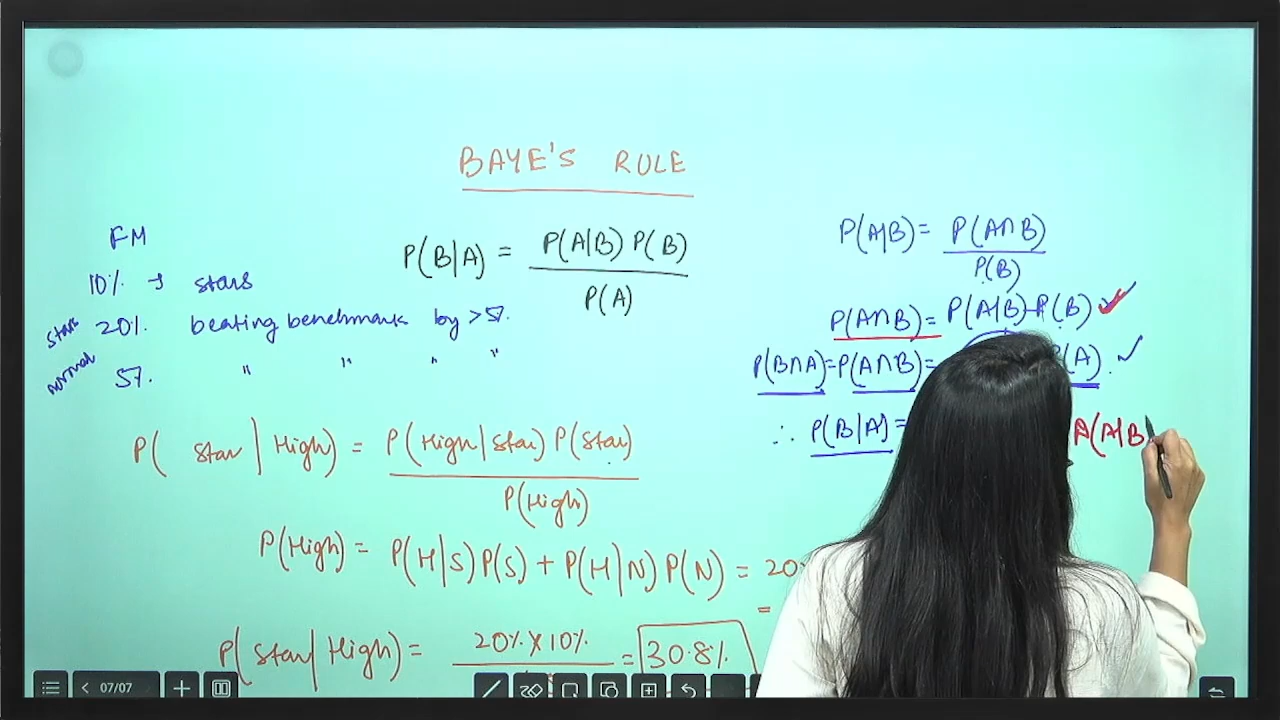 BAYE'S RULE
P(B|A) = P(A|B) P(B) / P(A)
FM
10% → stars
stars 20% beating benchmark by > 5%.
normal 5%. " " " "
P( star | High) = P(High | star) P(star) / P(High)
P(High) = P(H|S) P(S) + P(H|N) P(N) = 20
=
P( star | High) = 20% X 10% = 30.8%
P(A|B) = P(A∩B) / P(B)
P(A∩B) = P(A|B) P(B) ✓
P(B∩A) = P(A∩B) = (A). ✓
∴ P(B|A) = (A|B)
07/07